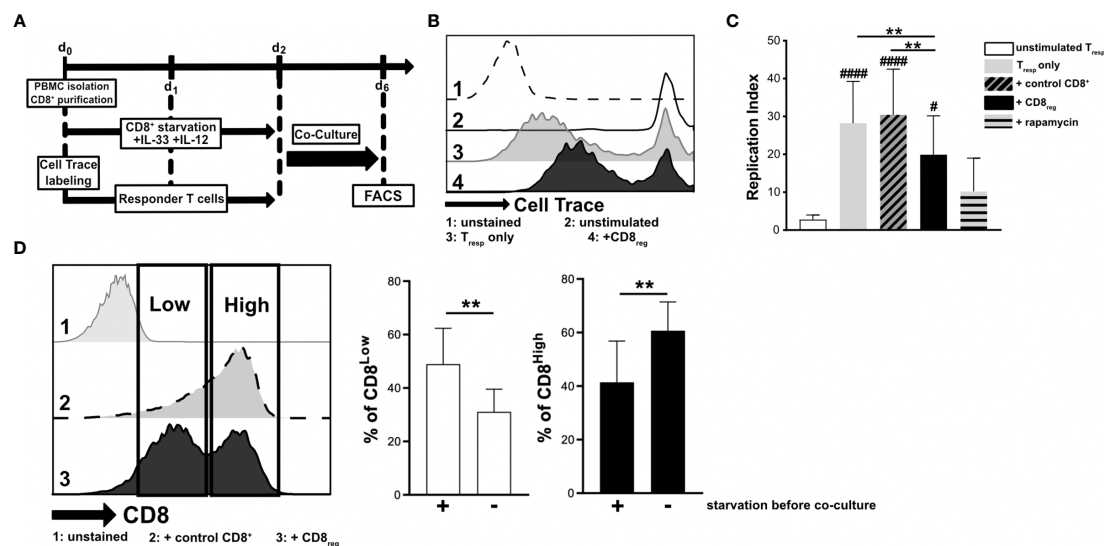 A
d0
d2
d1
d6
PBMC isolation
CD8+ purification
CD8+ starvation
+IL-33 +IL-12
Co-Culture
Cell Trace
labeling
Responder T cells
FACS
B
1
2
3
4
Cell Trace
1: unstained 2: unstimulated
3: Tresp only 4: +CD8reg
C
Replication Index
50
40
30
20
10
0
####
####
#
**
**
unstimulated Tresp
Tresp only
+ control CD8+
+ CD8reg
+ rapamycin
D
Low
High
1
2
3
CD8
1: unstained 2: + control CD8+ 3: + CD8reg
% of CD8Low
80
60
40
20
0
**
+ -
% of CD8High
80
60
40
20
0
**
+ -
starvation before co-culture